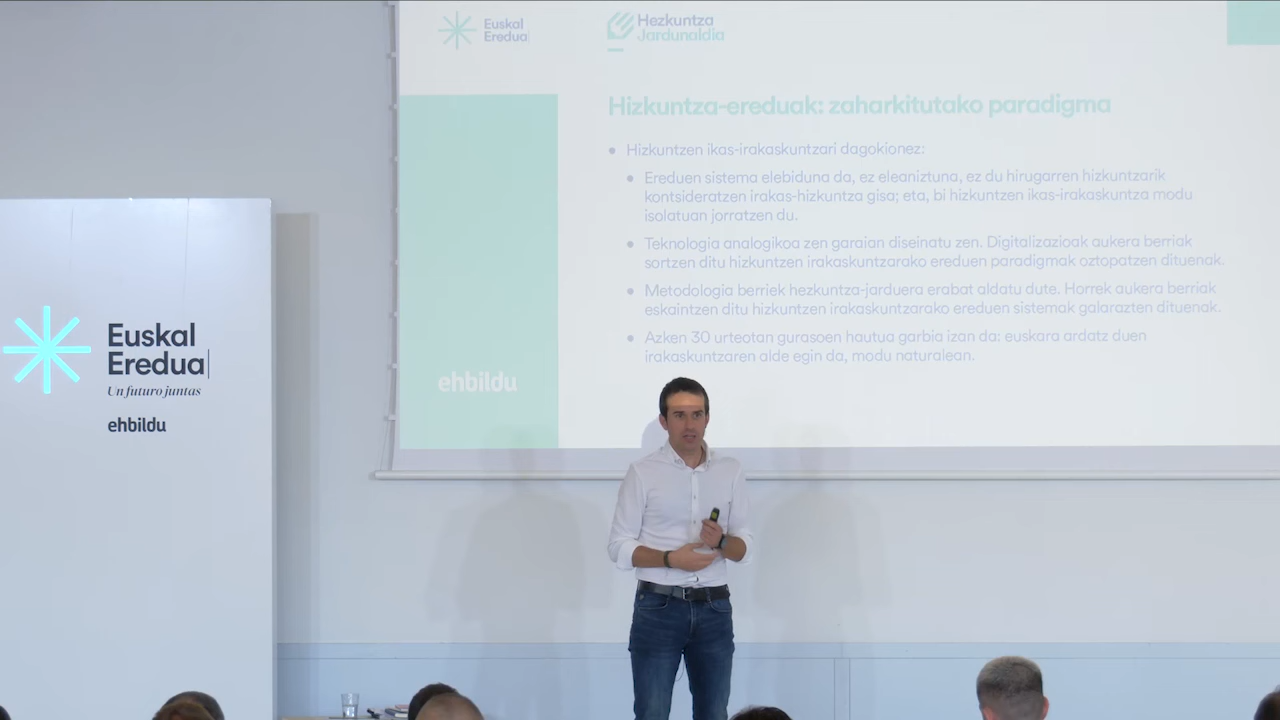 Euskal
Eredua
Hezkuntza
Jardunaldia
Hizkuntza-ereduak: zaharkitutako paradigma
• Hizkuntzen ikas-irakaskuntzari dagokionez:
• Ereduen sistema elebiduna da, ez eleaniztuna, ez du hirugarren hizkuntzarik
kontsideratzen irakas-hizkuntza gisa; eta, bi hizkuntzen ikas-irakaskuntza modu
isolatuan jorratzen du.
• Teknologia analogikoa zen garaian diseinatu zen. Digitalizazioak aukera berriak
sortzen ditu hizkuntzen irakaskuntzarako ereduen paradigmak oztopatzen dituenak.
• Metodologia berriek hezkuntza-jarduera erabat aldatu dute. Horrek aukera berriak
eskaintzen ditu hizkuntzen irakaskuntzarako ereduen sistemak galarazten dituenak.
• Azken 30 urteotan gurasoen hautua garbia izan da: euskara ardatz duen
irakaskuntzaren alde egin da, modu naturalean.
ehbildu
Euskal
Eredua
Un futuro juntas
ehbildu